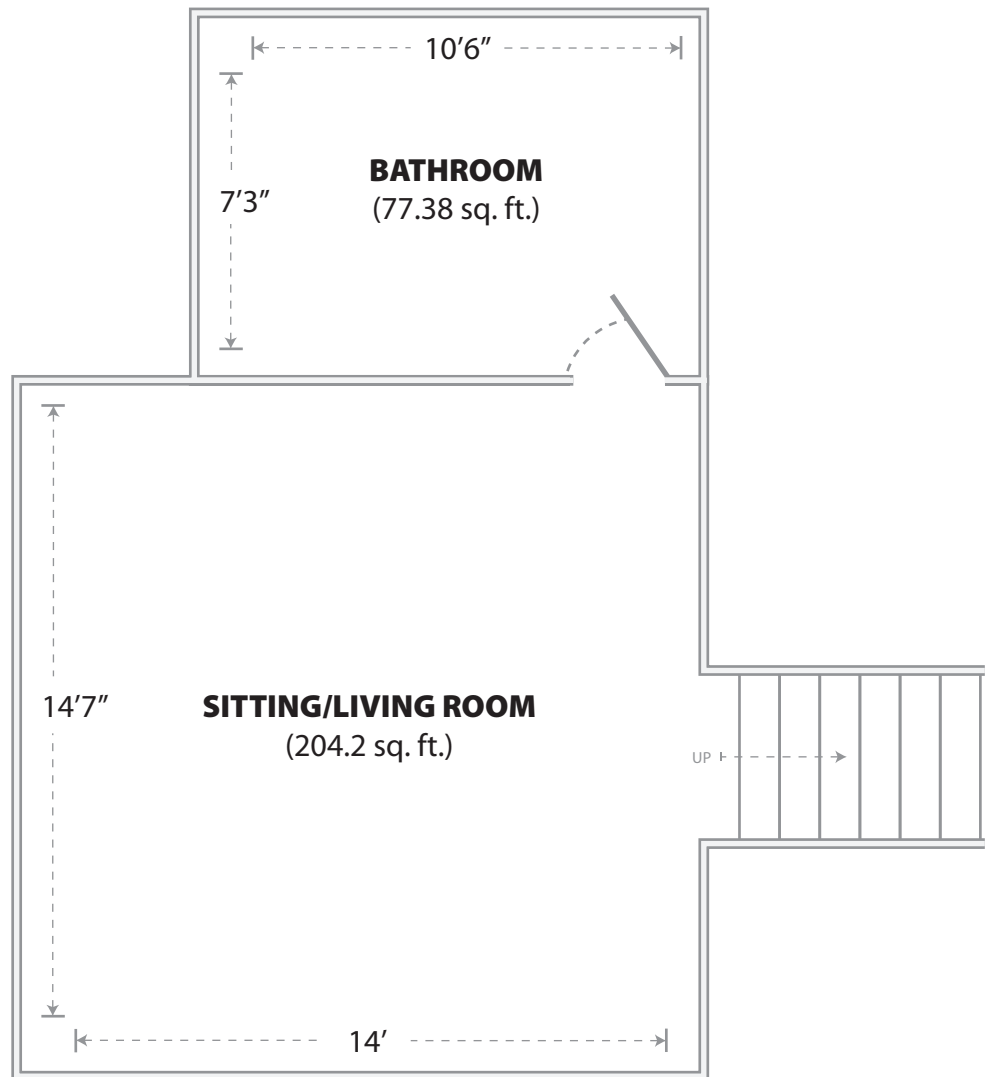 10’6”
BATHROOM
(77.38 sq. ft.)
7’3”
14’7”
SITTING/LIVING ROOM
(204.2 sq. ft.)
UP
14’